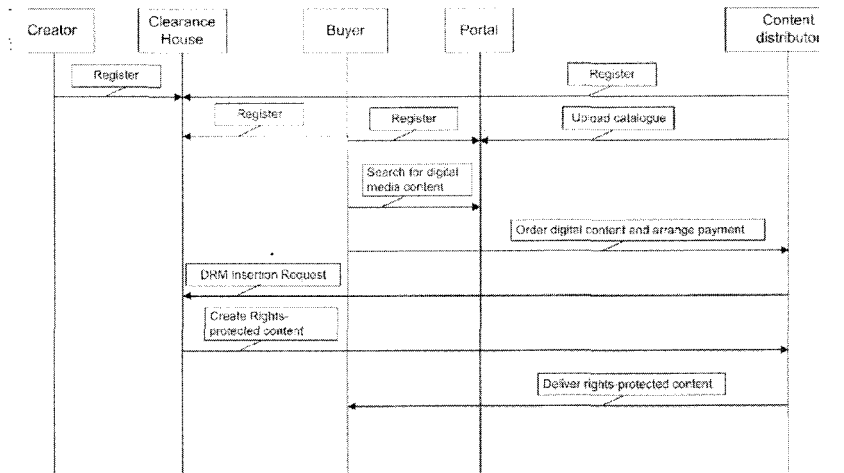 Creator
Clearance
House
Buyer
Portal
Content
distributor
Register
Register
Register
Register
Upload catalogue
Search for digital
media content
Order digital content and arrange payment
DRM Insertion Request
Create Rights-
protected content
Deliver rights-protected content